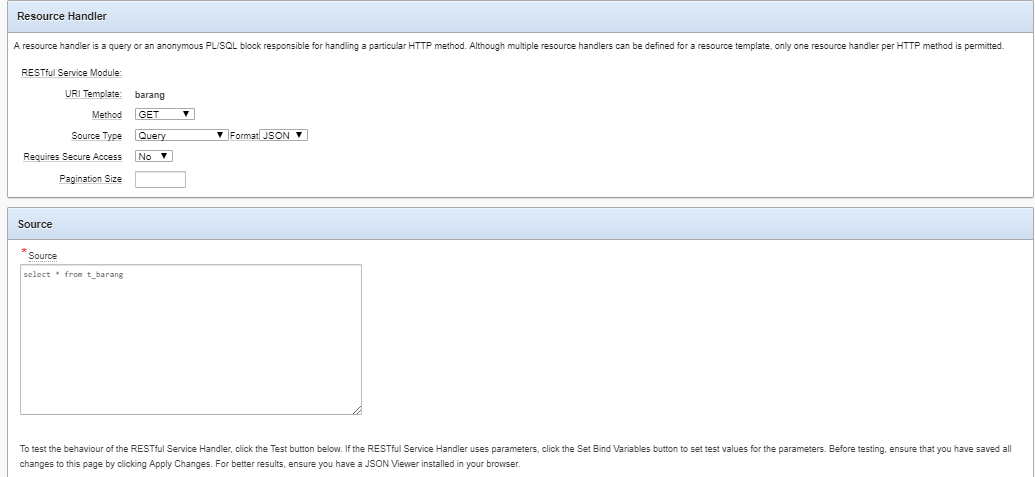 Resource Handler
A resource handler is a query or an anonymous PL/SQL block responsible for handling a particular HTTP method. Although multiple resource handlers can be defined for a resource template, only one resource handler per HTTP method is permitted.
RESTful Service Module:
URI Template: barang
Method GET
Source Type Query Format JSON
Requires Secure Access No
Pagination Size
Source
* Source
select * from t_barang
To test the behaviour of the RESTful Service Handler, click the Test button below. If the RESTful Service Handler uses parameters, click the Set Bind Variables button to set test values for the parameters. Before testing, ensure that you have saved all
changes to this page by clicking Apply Changes. For better results, ensure you have a JSON Viewer installed in your browser.